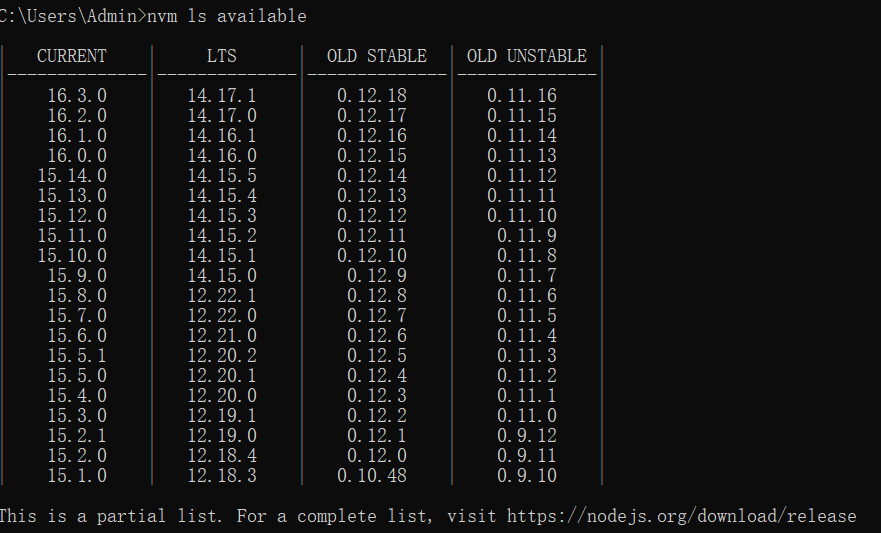 C:\Users\Admin>nvm ls available
| CURRENT | LTS | OLD STABLE | OLD UNSTABLE |
|--------------|--------------|--------------|--------------|
| 16.3.0 | 14.17.1 | 0.12.18 | 0.11.16 |
| 16.2.0 | 14.17.0 | 0.12.17 | 0.11.15 |
| 16.1.0 | 14.16.1 | 0.12.16 | 0.11.14 |
| 16.0.0 | 14.16.0 | 0.12.15 | 0.11.13 |
| 15.14.0 | 14.15.5 | 0.12.14 | 0.11.12 |
| 15.13.0 | 14.15.4 | 0.12.13 | 0.11.11 |
| 15.12.0 | 14.15.3 | 0.12.12 | 0.11.10 |
| 15.11.0 | 14.15.2 | 0.12.11 | 0.11.9 |
| 15.10.0 | 14.15.1 | 0.12.10 | 0.11.8 |
| 15.9.0 | 14.15.0 | 0.12.9 | 0.11.7 |
| 15.8.0 | 12.22.1 | 0.12.8 | 0.11.6 |
| 15.7.0 | 12.22.0 | 0.12.7 | 0.11.5 |
| 15.6.0 | 12.21.0 | 0.12.6 | 0.11.4 |
| 15.5.1 | 12.20.2 | 0.12.5 | 0.11.3 |
| 15.5.0 | 12.20.1 | 0.12.4 | 0.11.2 |
| 15.4.0 | 12.20.0 | 0.12.3 | 0.11.1 |
| 15.3.0 | 12.19.1 | 0.12.2 | 0.11.0 |
| 15.2.1 | 12.19.0 | 0.12.1 | 0.9.12 |
| 15.2.0 | 12.18.4 | 0.12.0 | 0.9.11 |
| 15.1.0 | 12.18.3 | 0.10.48 | 0.9.10 |
This is a partial list. For a complete list, visit https://nodejs.org/download/release